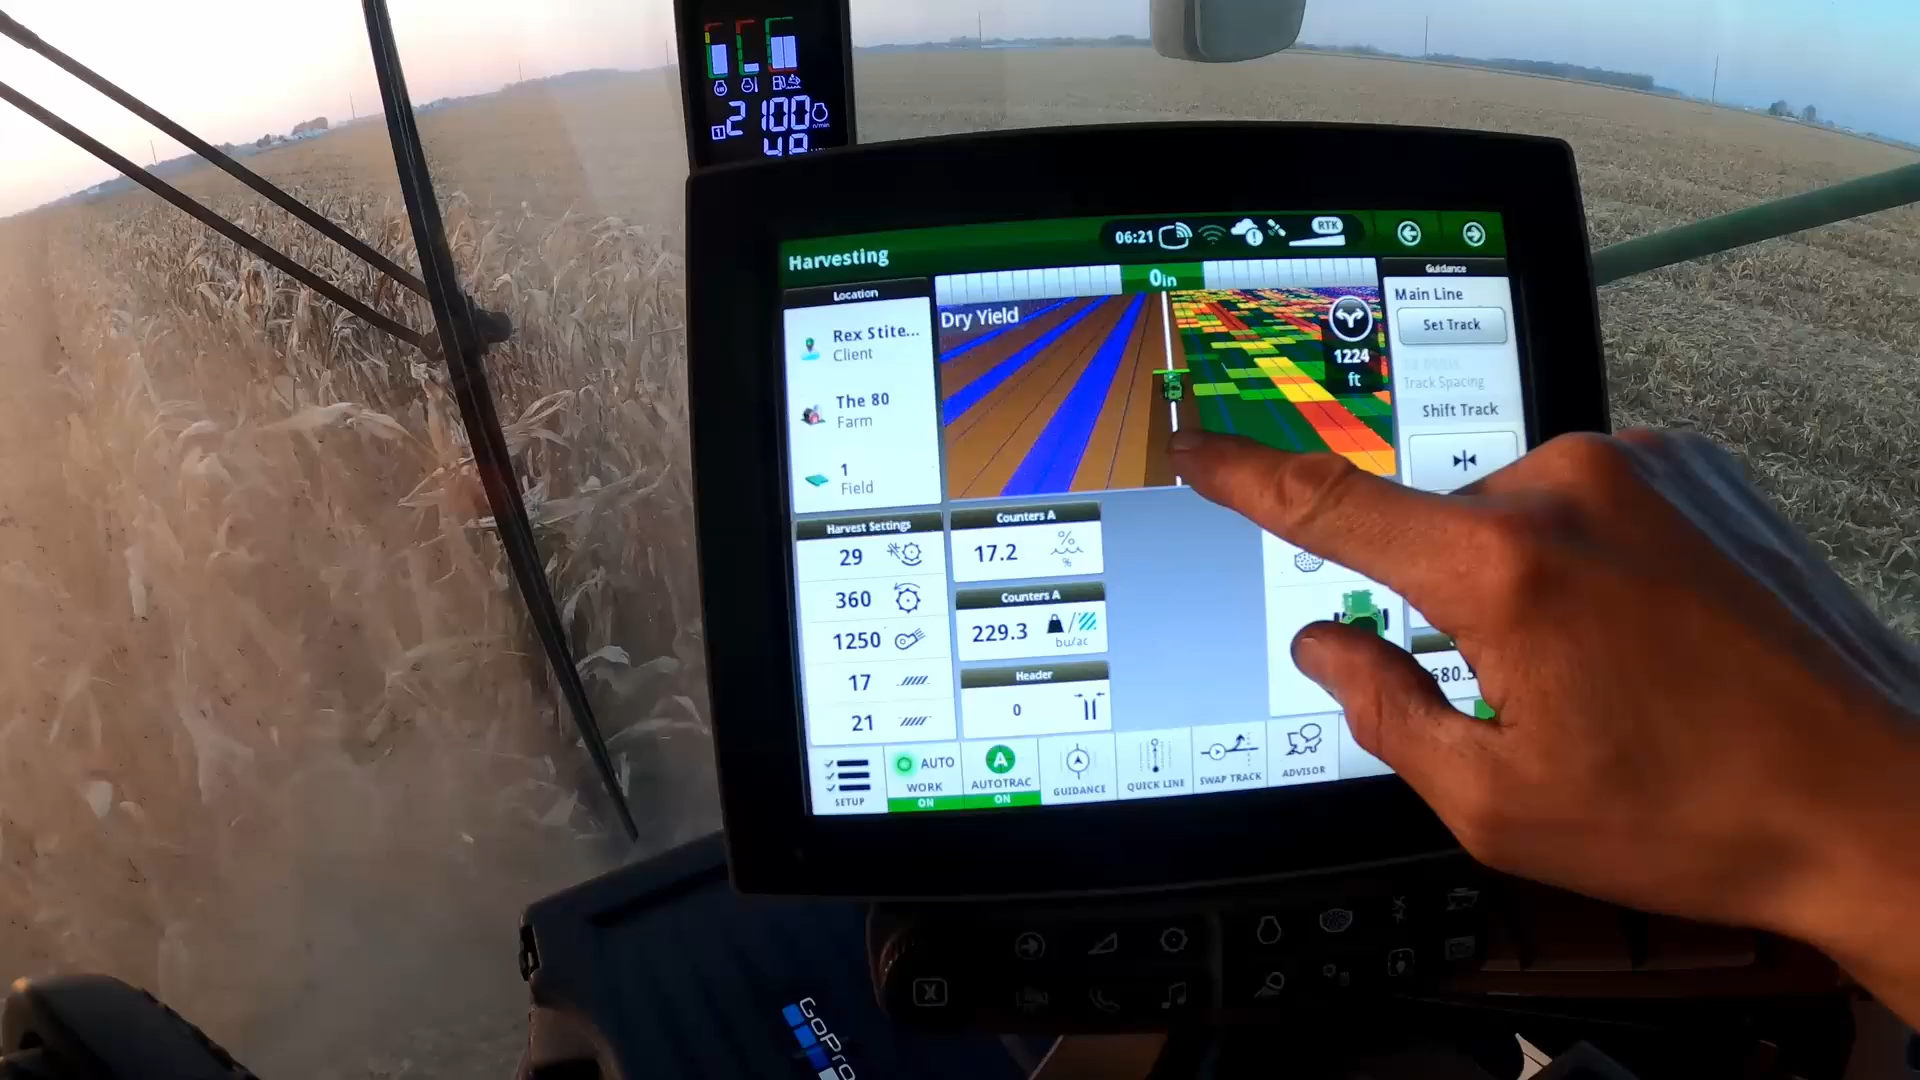 2100
n/min
Harvesting
06:21
RTK
Location
Rex Stite...
Client
The 80
Farm
1
Field
0in
Dry Yield
1224
ft
Guidance
Main Line
Set Track
Track Spacing
Shift Track
Harvest Settings
29
360
1250
17
21
Counters A
17.2
%
%
Counters A
229.3
bu/ac
Header
0
680.5
SETUP
AUTO
WORK
ON
A
AUTOTRAC
ON
GUIDANCE
QUICK LINE
SWAP TRACK
ADVISOR
X
GoPro